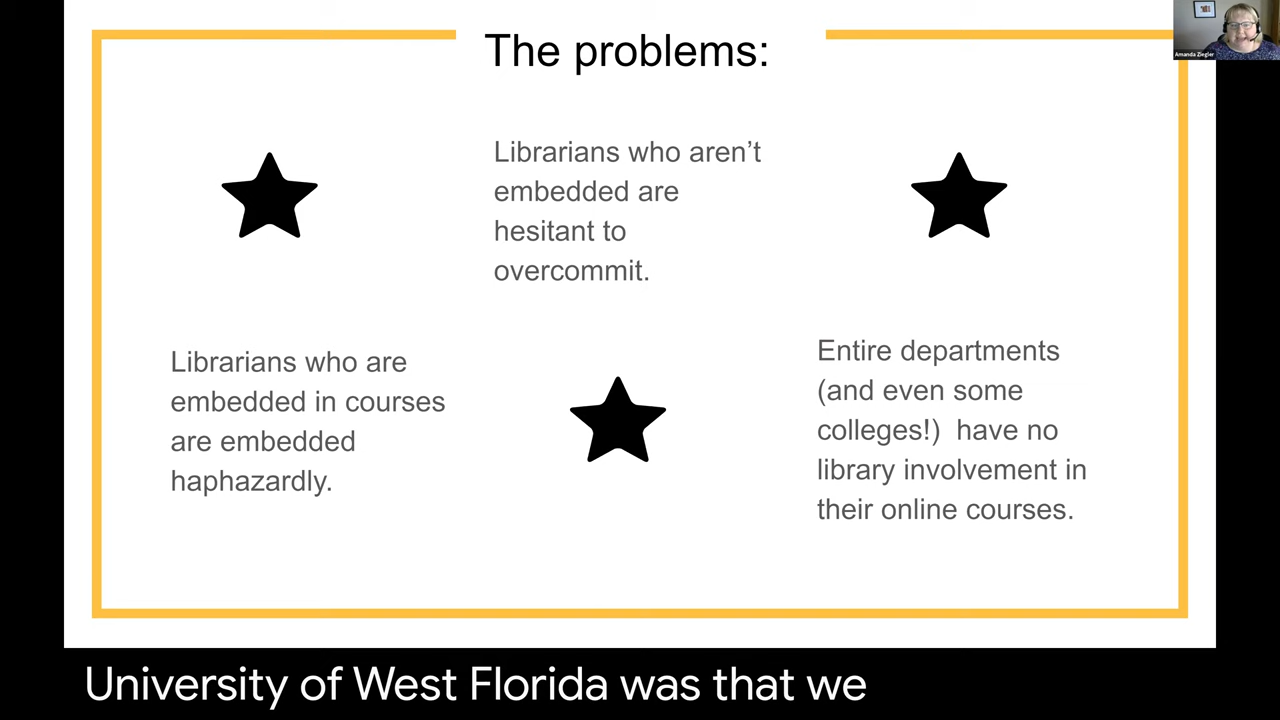 The problems:
Amanda Ziegler
Librarians who aren’t
embedded are
hesitant to
overcommit.
Librarians who are
embedded in courses
are embedded
haphazardly.
Entire departments
(and even some
colleges!)  have no
library involvement in
their online courses.
University of West Florida was that we